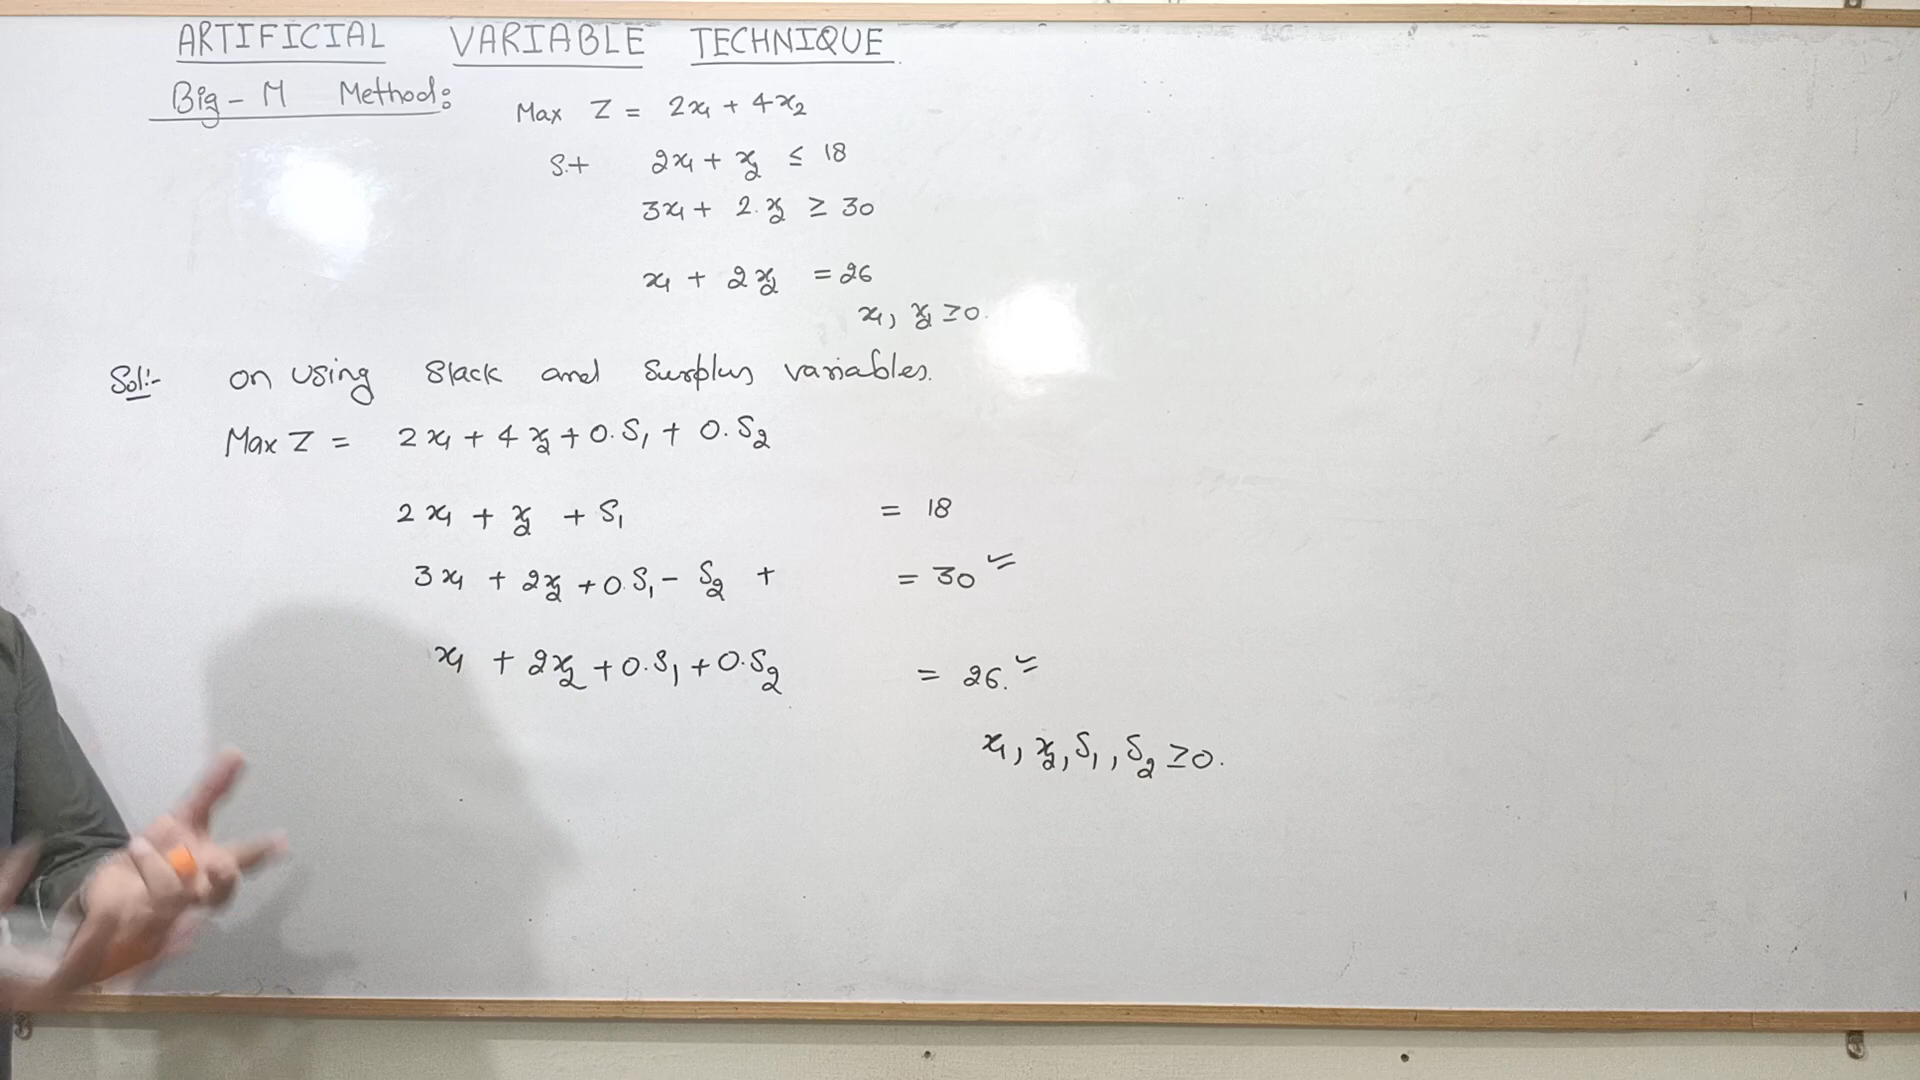 ARTIFICIAL VARIABLE TECHNIQUE
Big-M Method:
Max Z = 2x₁ + 4x₂
S.t 2x₁ + x₂ ≤ 18
3x₁ + 2.x₂ ≥ 30
x₁ + 2x₂ = 26
x₁, x₂ ≥0.
Sol:- on using Slack and Surplus variables.
Max Z = 2x₁ + 4x₂ + 0.S₁ + 0.S₂
2x₁ + x₂ + S₁ = 18
3x₁ + 2x₂ + 0.S₁ - S₂ + = 30
x₁ + 2x₂ + 0.S₁ + 0.S₂ = 26.
x₁, x₂, S₁, S₂ ≥0.